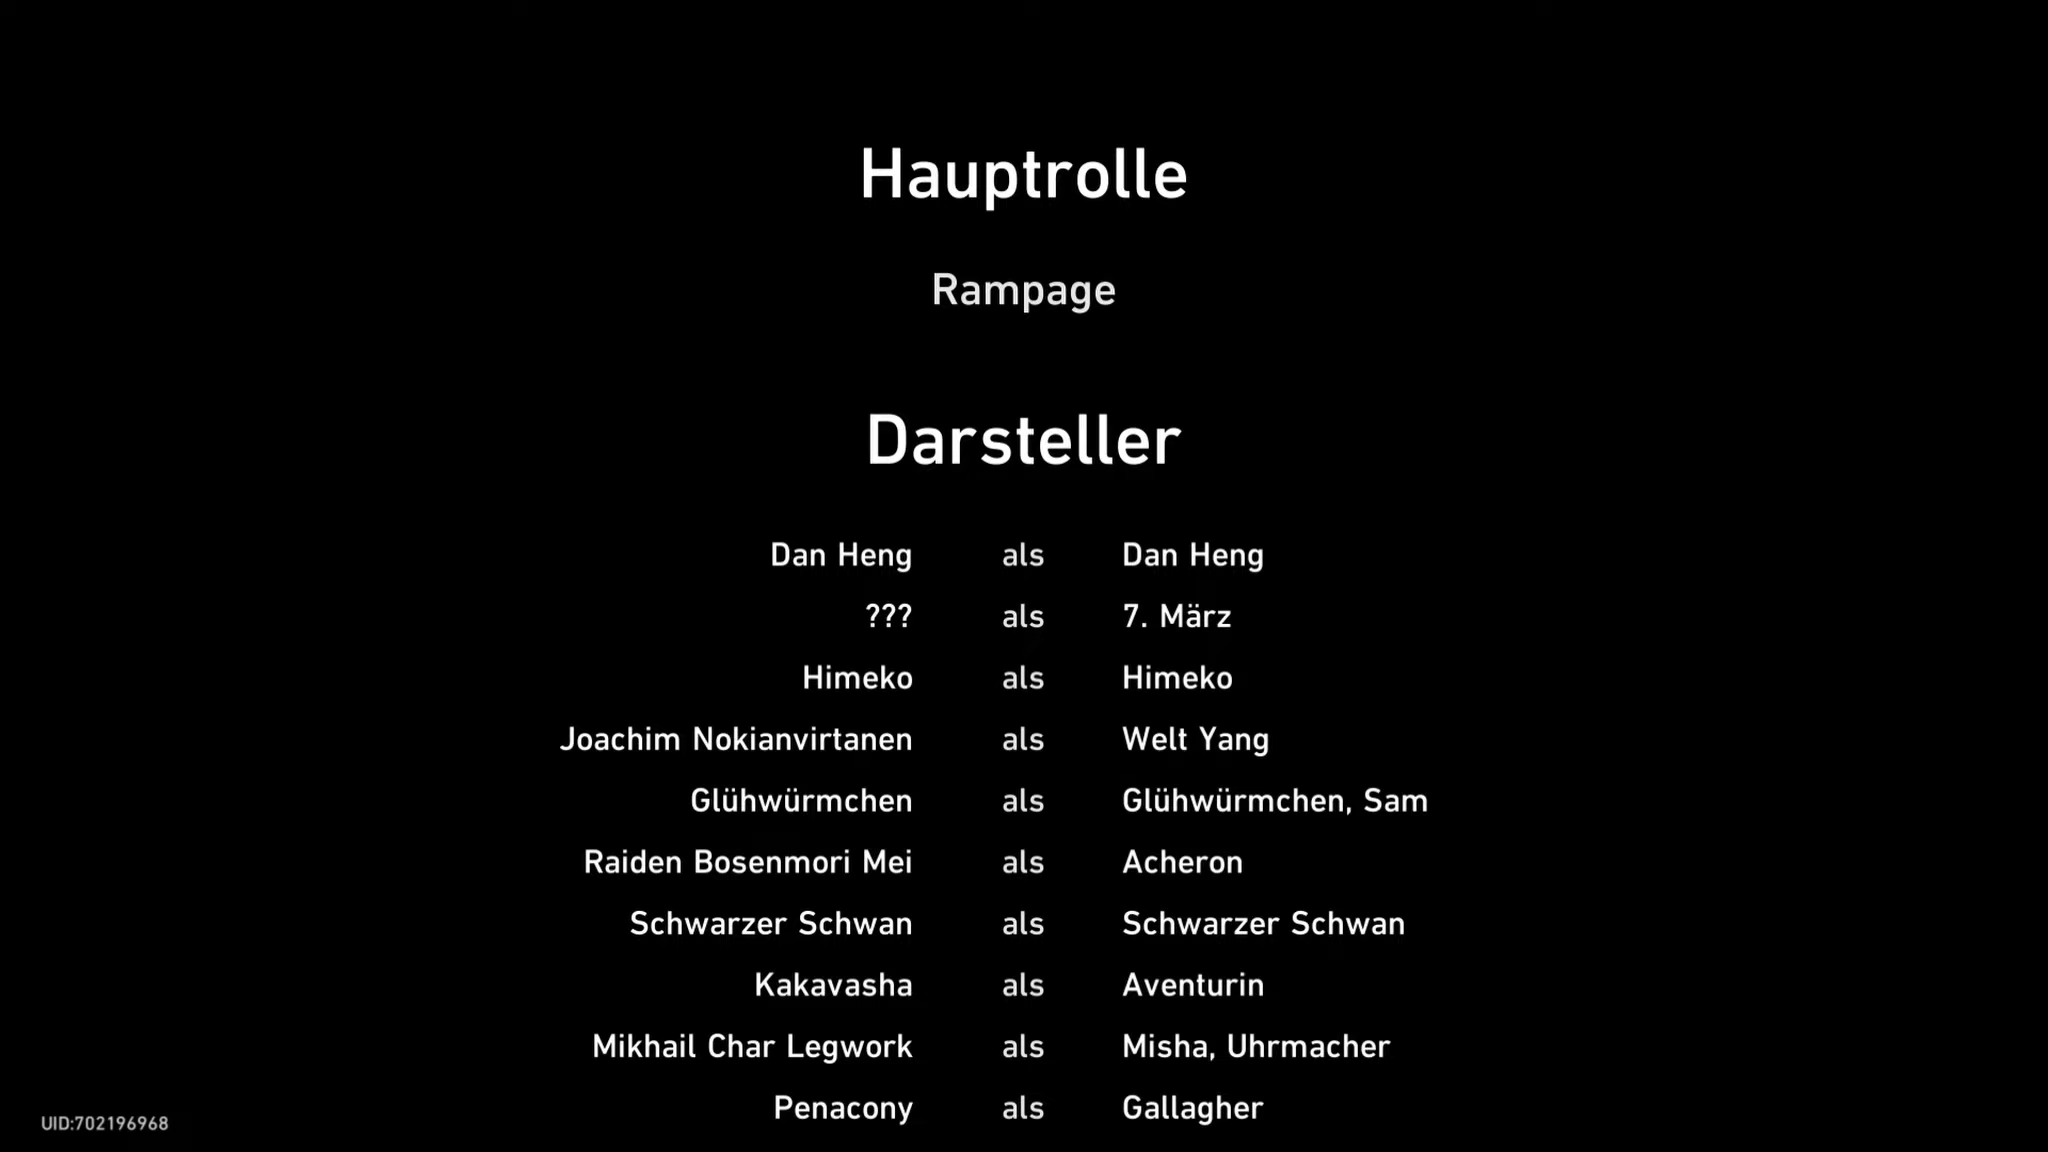 Hauptrolle
Rampage
Darsteller
Dan Heng als Dan Heng
??? als 7. März
Himeko als Himeko
Joachim Nokianvirtanen als Welt Yang
Glühwürmchen als Glühwürmchen, Sam
Raiden Bosenmori Mei als Acheron
Schwarzer Schwan als Schwarzer Schwan
Kakavasha als Aventurin
Mikhail Char Legwork als Misha, Uhrmacher
Penacony als Gallagher
UID:702196968